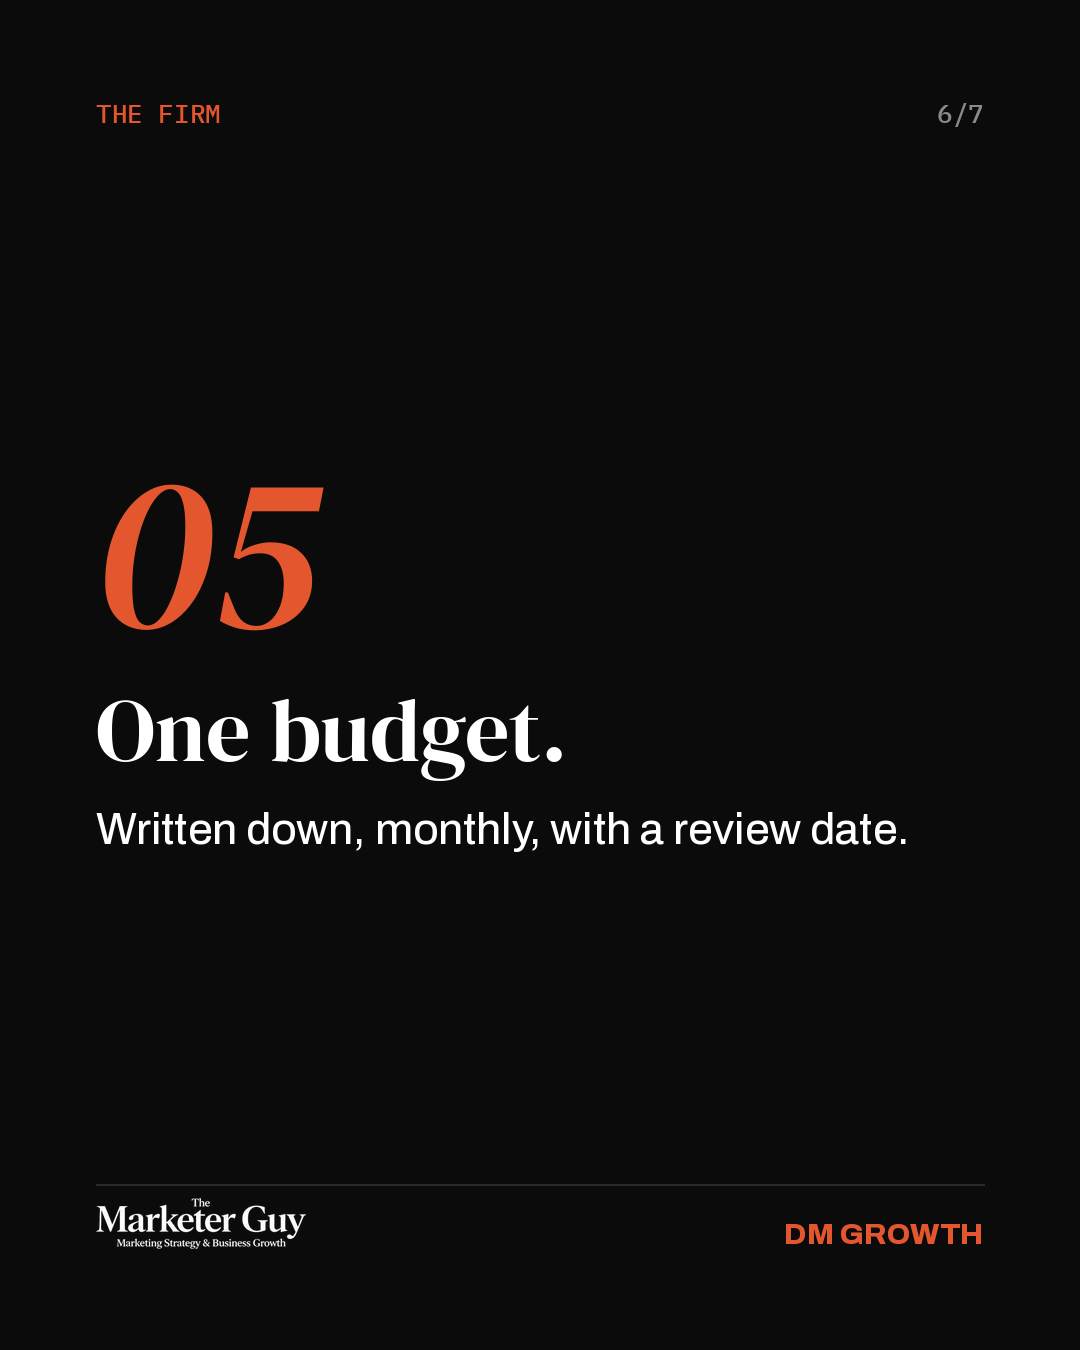 THE FIRM
6/7
05
One budget.
Written down, monthly, with a review date.
The
Marketer Guy
Marketing Strategy & Business Growth
DM GROWTH